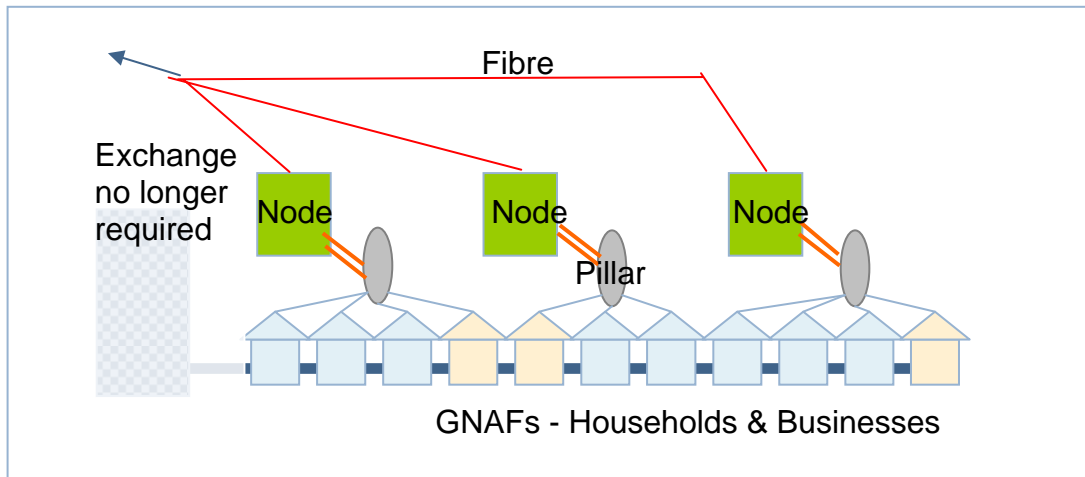 Fibre
Exchange
no longer
required
Node
Node
Node
Pillar
GNAFs - Households & Businesses